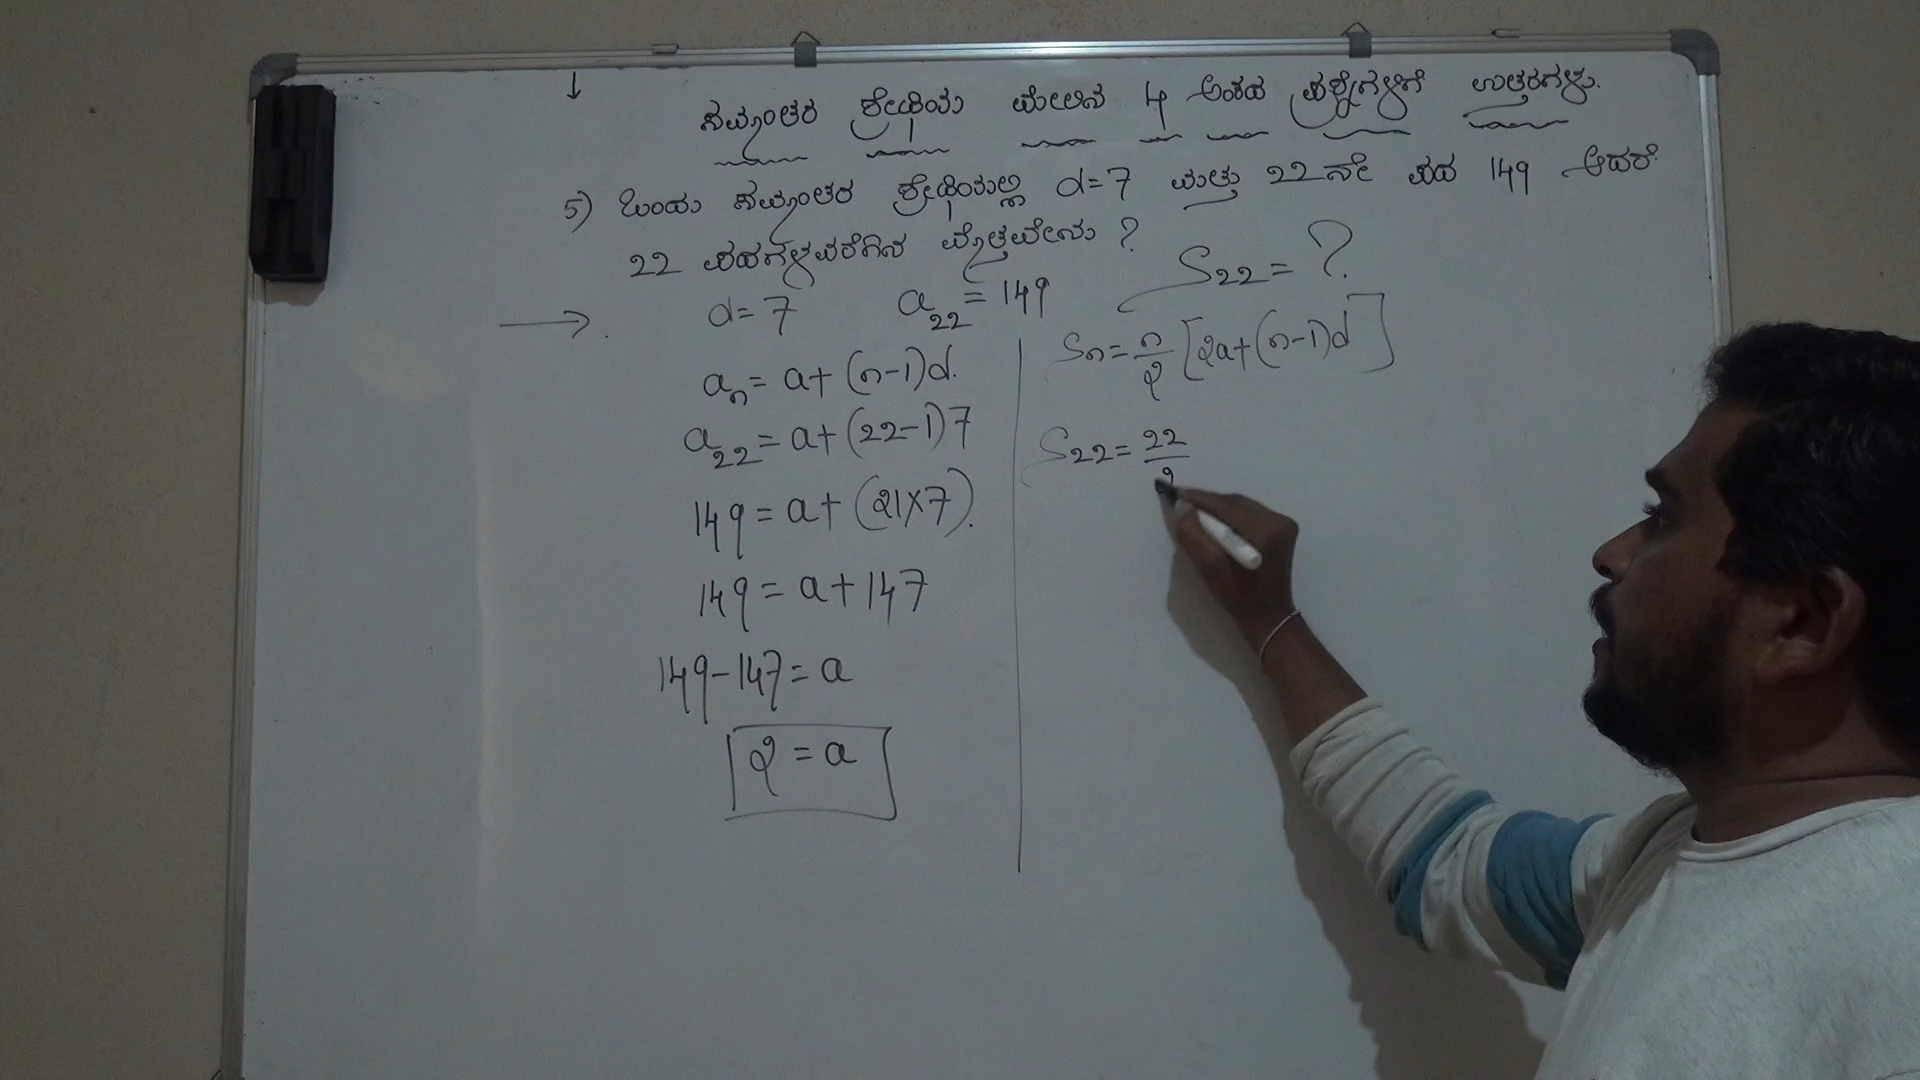 ಸಮಾಂತರ ಶ್ರೇಢಿಯ ಮೇಲಿನ 4 ಅಂಕದ ಪ್ರಶ್ನೆಗಳಿಗೆ ಉತ್ತರಗಳು.
5) ಒಂದು ಸಮಾಂತರ ಶ್ರೇಢಿಯಲ್ಲಿ d=7 ಮತ್ತು 22ನೇ ಪದ 149 ಆದರೆ
22 ಪದಗಳವರೆಗಿನ ಮೊತ್ತವೇನು?
S22=?
d=7 a22=149
an=a+(n-1)d.
a22=a+(22-1)7
149=a+(21×7).
149=a+147
149-147=a
2=a
Sn=n/2[2a+(n-1)d]
S22=22/2